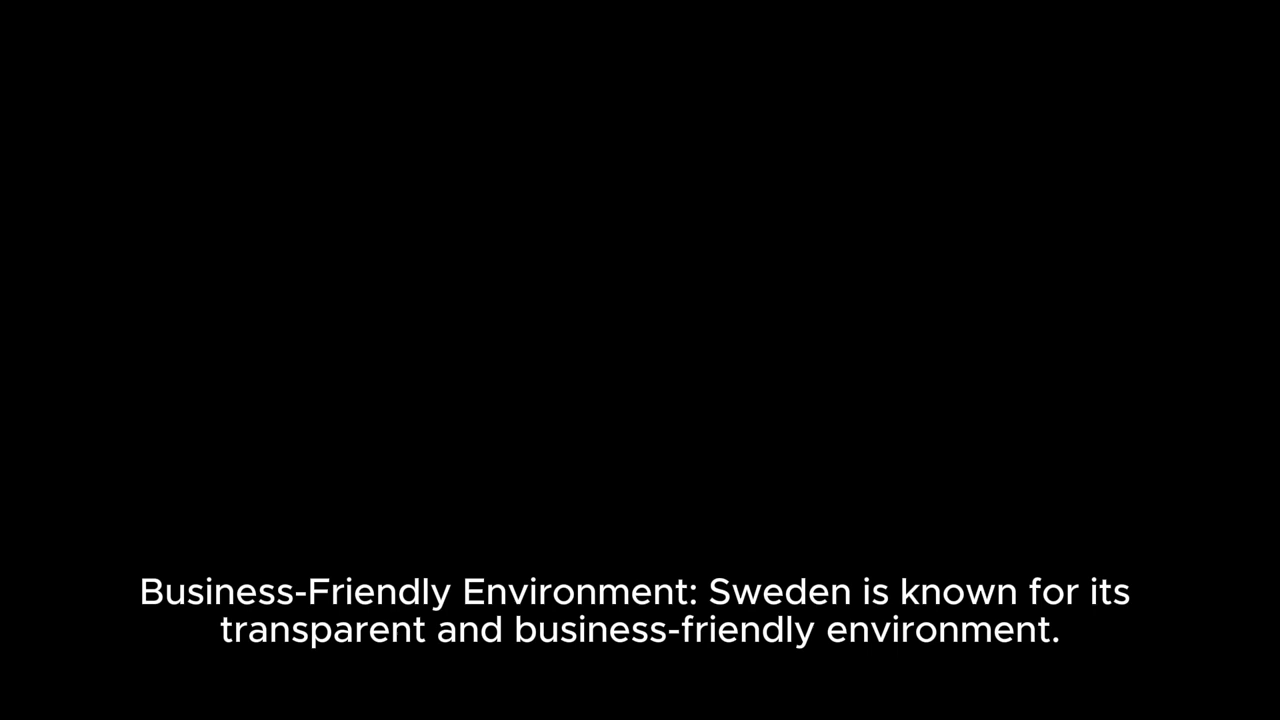 Business-Friendly Environment: Sweden is known for its
transparent and business-friendly environment.